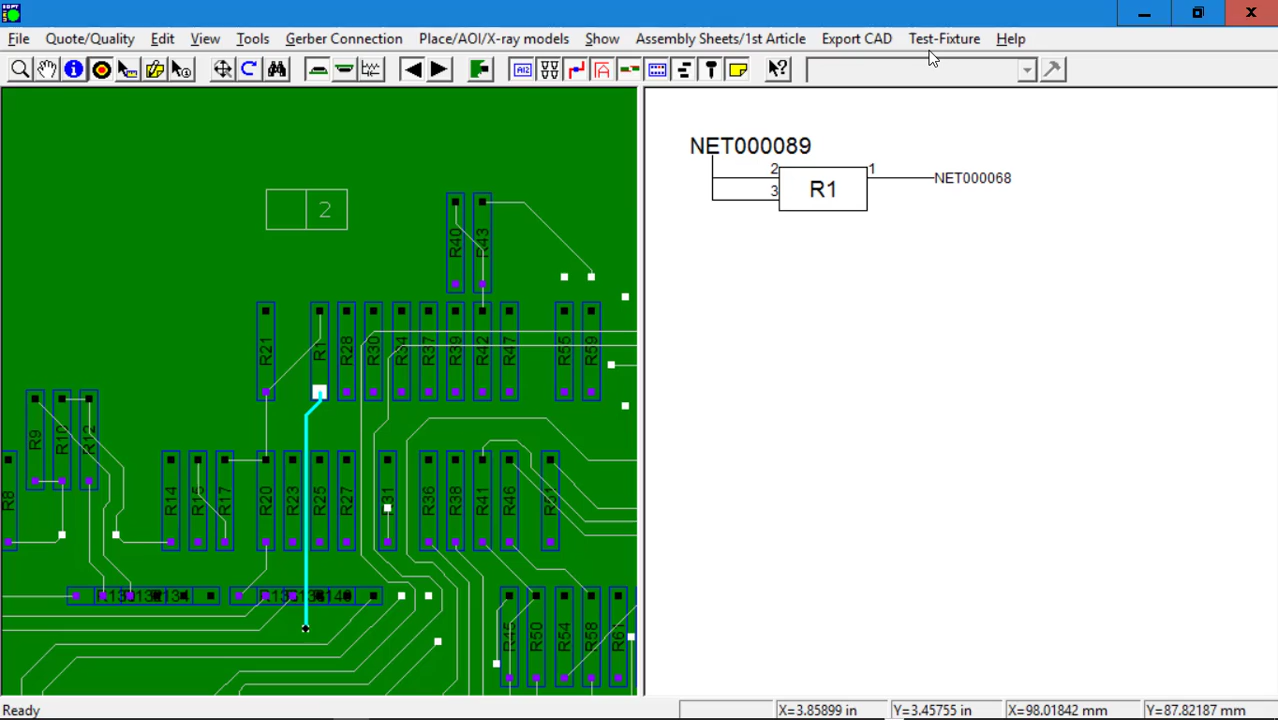 File Quote/Quality Edit View Tools Gerber Connection Place/AOI/X-ray models Show Assembly Sheets/1st Article Export CAD Test-Fixture Help
NET000089
2 1
R1 NET000068
3
2
R40 R43
R21 R1 R28 R30 R34 R37 R39 R42 R47 R55 R59
R9 R10 R12
R8 R14 R16 R17 R20 R23 R25 R27 R31 R36 R38 R41 R46 R51
R45 R50 R54 R58 R61
Ready X=3.85899 in Y=3.45755 in X=98.01842 mm Y=87.82187 mm